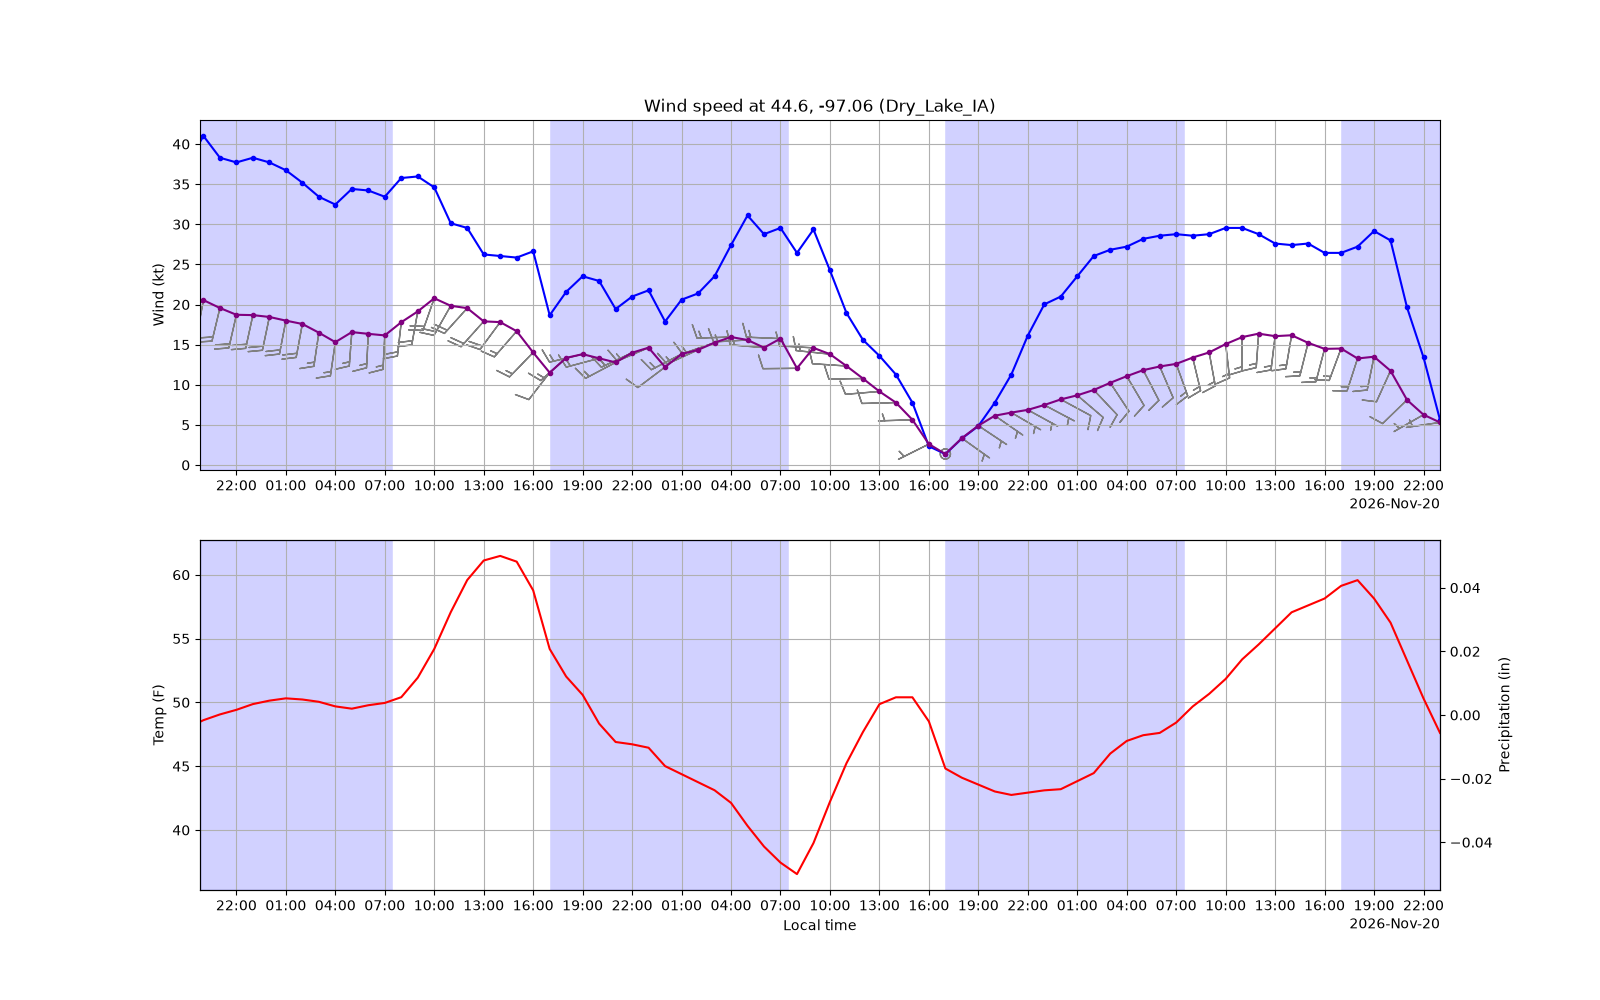 Wind speed at 44.6, -97.06 (Dry_Lake_IA)
40
35
30
25
20
15
10
5
0
Wind (kt)
22:00 01:00 04:00 07:00 10:00 13:00 16:00 19:00 22:00 01:00 04:00 07:00 10:00 13:00 16:00 19:00 22:00 01:00 04:00 07:00 10:00 13:00 16:00 19:00 22:00
2026-Nov-20
60
55
50
45
40
Temp (F)
0.04
0.02
0.00
−0.02
−0.04
Precipitation (in)
22:00 01:00 04:00 07:00 10:00 13:00 16:00 19:00 22:00 01:00 04:00 07:00 10:00 13:00 16:00 19:00 22:00 01:00 04:00 07:00 10:00 13:00 16:00 19:00 22:00
Local time
2026-Nov-20